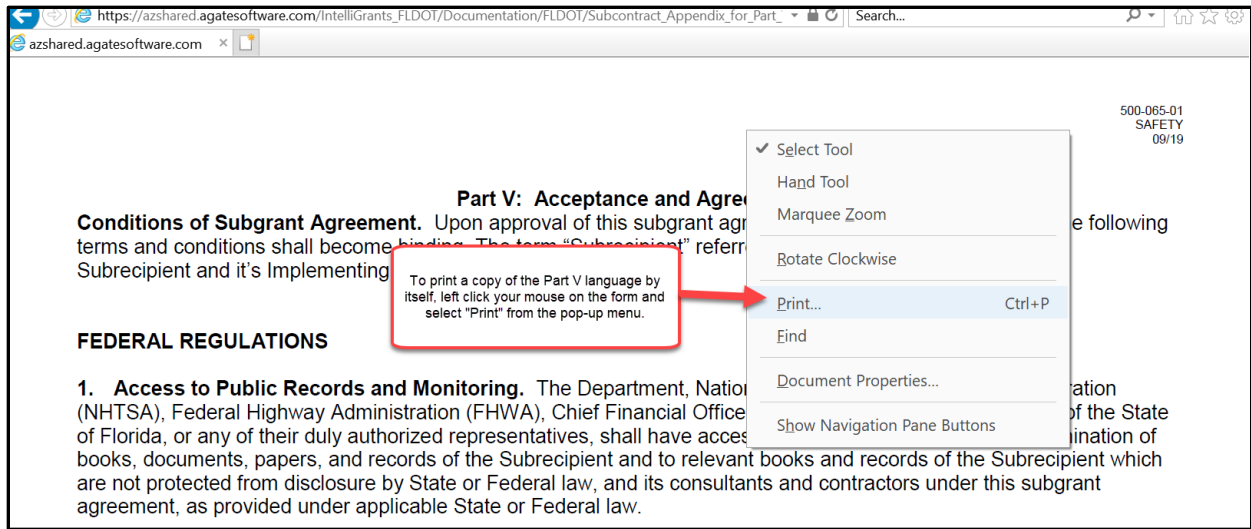 https://azshared.agatesoftware.com/IntelliGrants_FLDOT/Documentation/FLDOT/Subcontract_Appendix_for_Part_ Search...
azshared.agatesoftware.com ×
500-065-01
SAFETY
09/19
Part V: Acceptance and Agre
Conditions of Subgrant Agreement. Upon approval of this subgrant agr e following
terms and conditions shall become binding. The term "Subrecipient" referr
Subrecipient and it's Implementing
To print a copy of the Part V language by
itself, left click your mouse on the form and
select "Print" from the pop-up menu.
✓ Select Tool
Hand Tool
Marquee Zoom
Rotate Clockwise
Print... Ctrl+P
Find
Document Properties...
Show Navigation Pane Buttons
FEDERAL REGULATIONS
1. Access to Public Records and Monitoring. The Department, Natio ration
(NHTSA), Federal Highway Administration (FHWA), Chief Financial Office of the State
of Florida, or any of their duly authorized representatives, shall have acces mination of
books, documents, papers, and records of the Subrecipient and to relevant books and records of the Subrecipient which
are not protected from disclosure by State or Federal law, and its consultants and contractors under this subgrant
agreement, as provided under applicable State or Federal law.